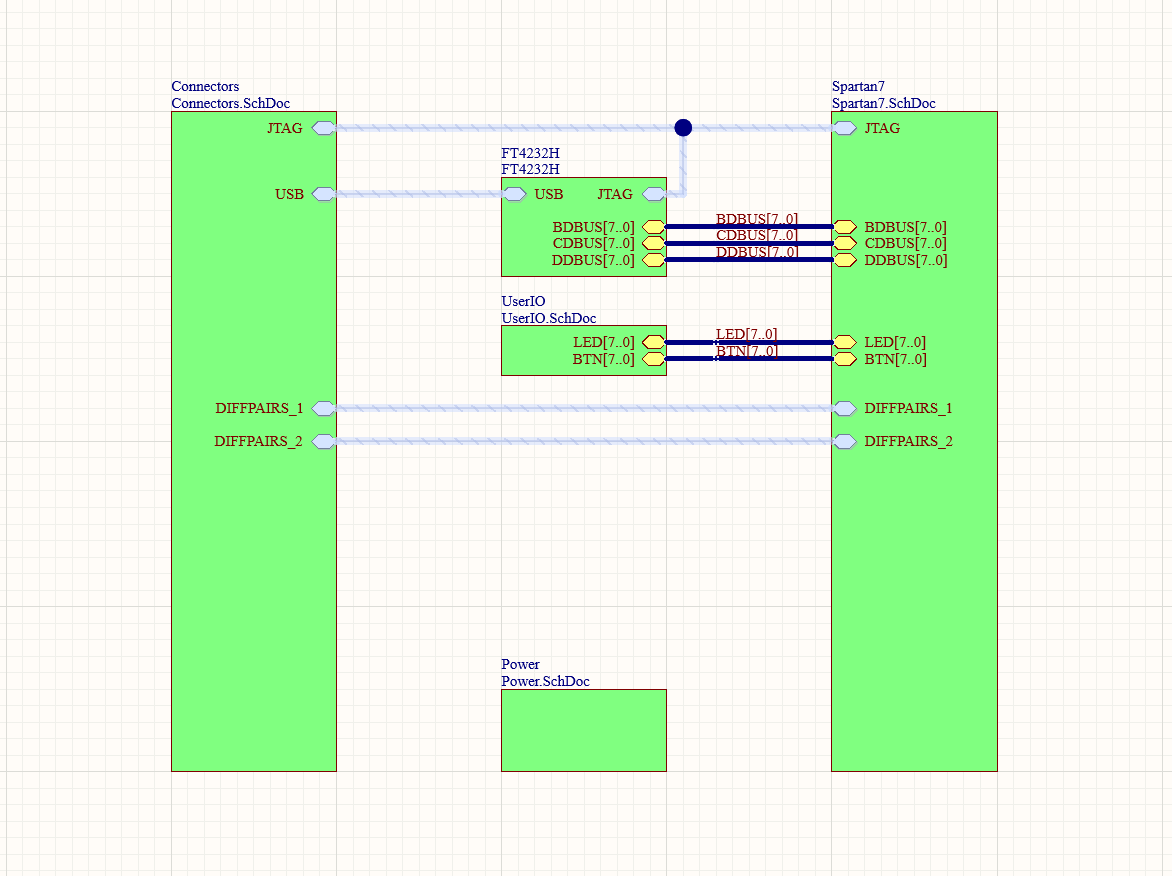 Connectors
Connectors.SchDoc
JTAG
USB
DIFFPAIRS_1
DIFFPAIRS_2
FT4232H
FT4232H
USB
JTAG
BDBUS[7..0]
CDBUS[7..0]
DDBUS[7..0]
BDBUS[7..0]
CDBUS[7..0]
DDBUS[7..0]
UserIO
UserIO.SchDoc
LED[7..0]
BTN[7..0]
LED[7..0]
BTN[7..0]
Power
Power.SchDoc
Spartan7
Spartan7.SchDoc
JTAG
BDBUS[7..0]
CDBUS[7..0]
DDBUS[7..0]
LED[7..0]
BTN[7..0]
DIFFPAIRS_1
DIFFPAIRS_2